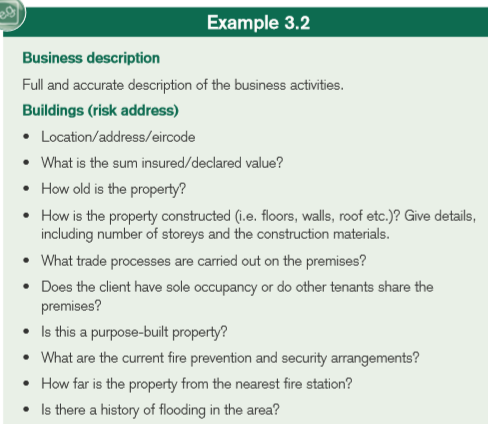 eg
Example 3.2
Business description
Full and accurate description of the business activities.
Buildings (risk address)
• Location/address/eircode
• What is the sum insured/declared value?
• How old is the property?
• How is the property constructed (i.e. floors, walls, roof etc.)? Give details,
including number of storeys and the construction materials.
• What trade processes are carried out on the premises?
• Does the client have sole occupancy or do other tenants share the
premises?
• Is this a purpose-built property?
• What are the current fire prevention and security arrangements?
• How far is the property from the nearest fire station?
• Is there a history of flooding in the area?